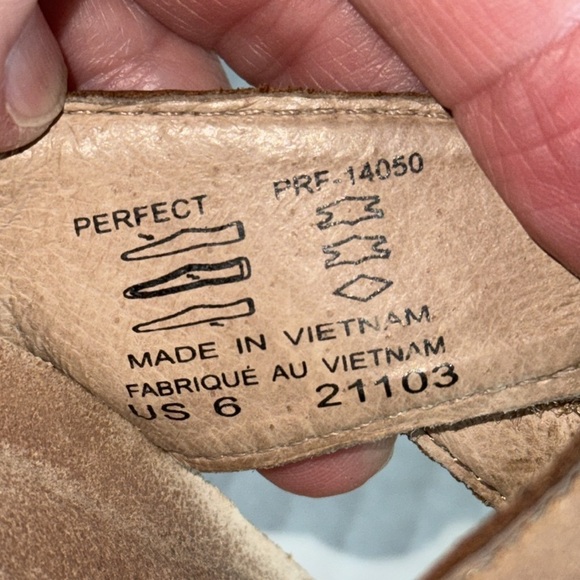 PERFECT PRF-14050
MADE IN VIETNAM
FABRIQUÉ AU VIETNAM
US 6 21103